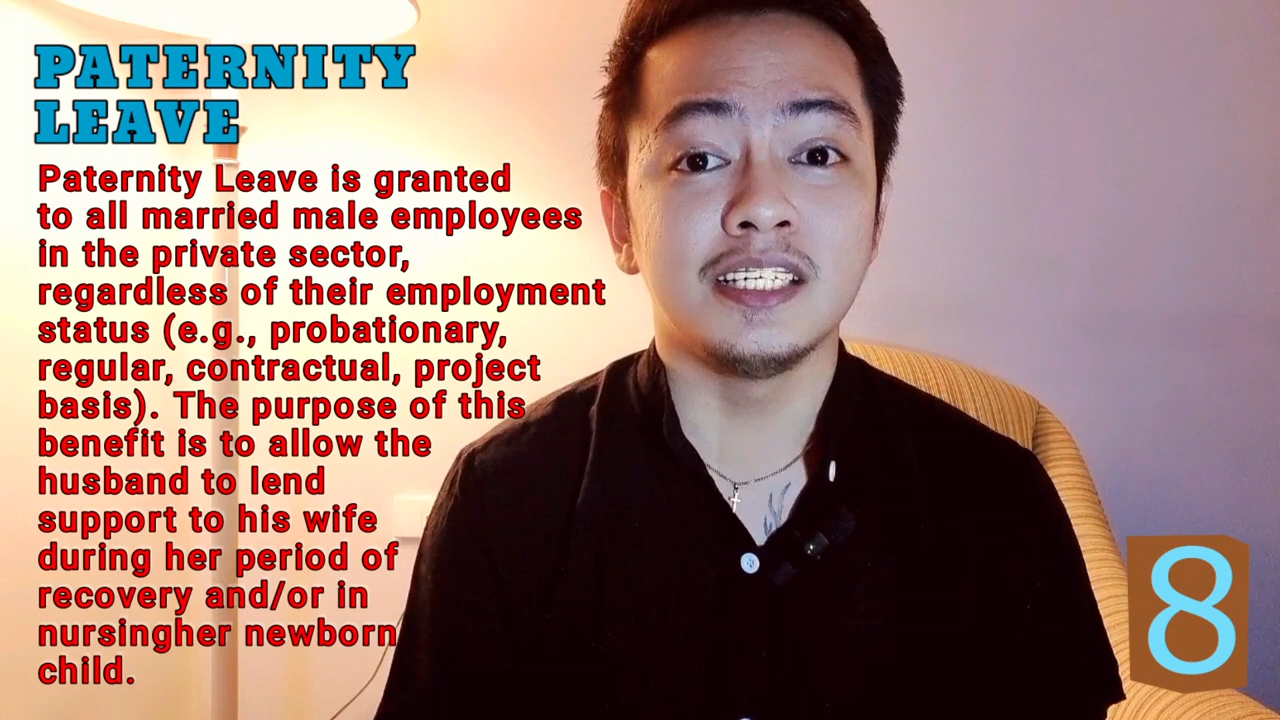 PATERNITY
LEAVE
Paternity Leave is granted
to all married male employees
in the private sector,
regardless of their employment
status (e.g., probationary,
regular, contractual, project
basis). The purpose of this
benefit is to allow the
husband to lend
support to his wife
during her period of
recovery and/or in
nursingher newborn
child.
8